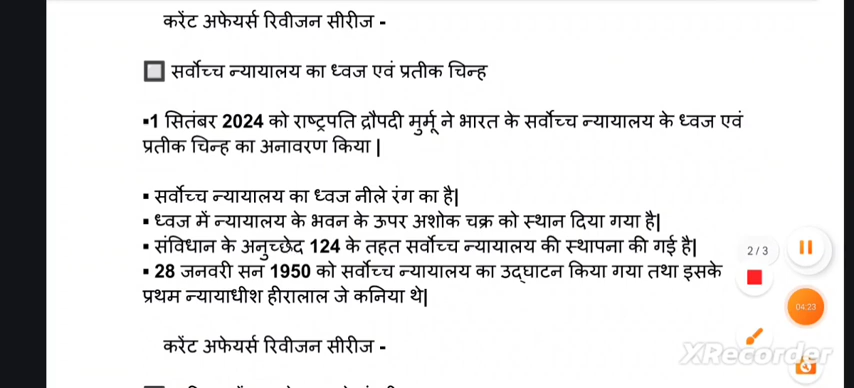 करेंट अफेयर्स रिवीजन सीरीज -
🔲 सर्वोच्च न्यायालय का ध्वज एवं प्रतीक चिन्ह
▪1 सितंबर 2024 को राष्ट्रपति द्रौपदी मुर्मू ने भारत के सर्वोच्च न्यायालय के ध्वज एवं
प्रतीक चिन्ह का अनावरण किया |
▪ सर्वोच्च न्यायालय का ध्वज नीले रंग का है|
▪ ध्वज में न्यायालय के भवन के ऊपर अशोक चक्र को स्थान दिया गया है|
▪ संविधान के अनुच्छेद 124 के तहत सर्वोच्च न्यायालय की स्थापना की गई है|
2 / 3
▪ 28 जनवरी सन 1950 को सर्वोच्च न्यायालय का उद्घाटन किया गया तथा इसके
प्रथम न्यायाधीश हीरालाल जे कनिया थे|
04:23
करेंट अफेयर्स रिवीजन सीरीज -
XRecorder